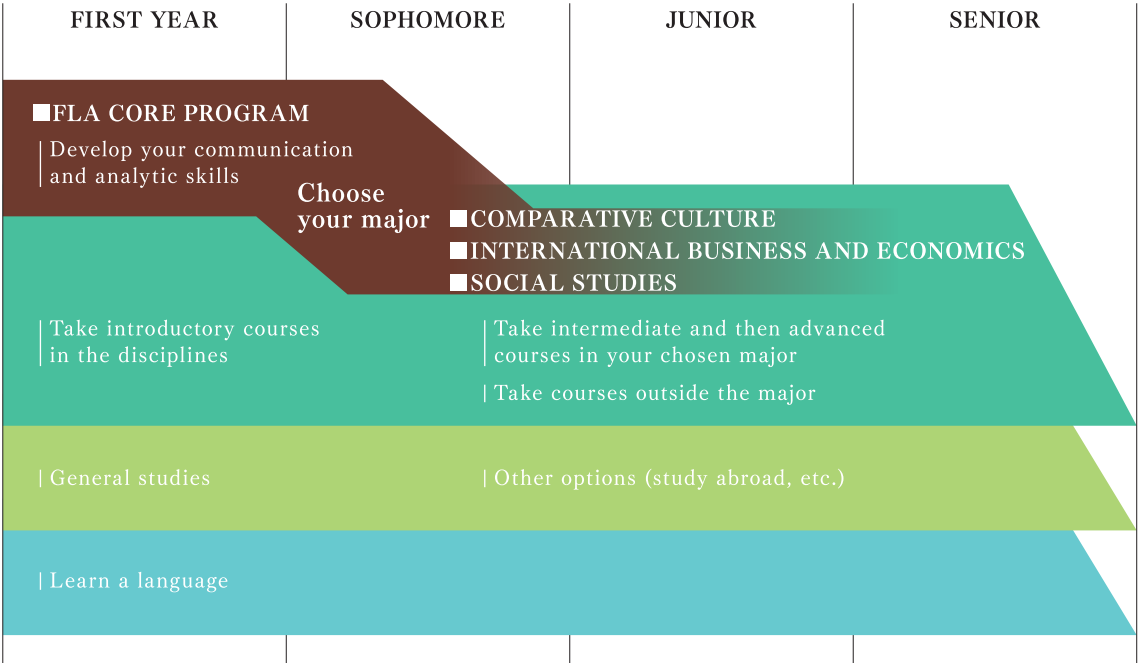 FIRST YEAR
SOPHOMORE
JUNIOR
SENIOR
FLA CORE PROGRAM
Develop your communication
and analytic skills
Choose
your major
COMPARATIVE CULTURE
INTERNATIONAL BUSINESS AND ECONOMICS
SOCIAL STUDIES
Take introductory courses
in the disciplines
Take intermediate and then advanced
courses in your chosen major
Take courses outside the major
General studies
Other options (study abroad, etc.)
Learn a language